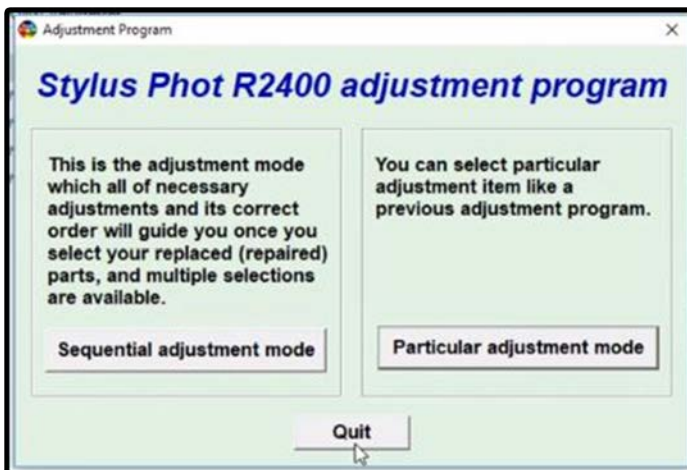 Adjustment Program
Stylus Phot R2400 adjustment program
This is the adjustment mode
which all of necessary
adjustments and its correct
order will guide you once you
select your replaced (repaired)
parts, and multiple selections
are available.
Sequential adjustment mode
You can select particular
adjustment item like a
previous adjustment program.
Particular adjustment mode
Quit